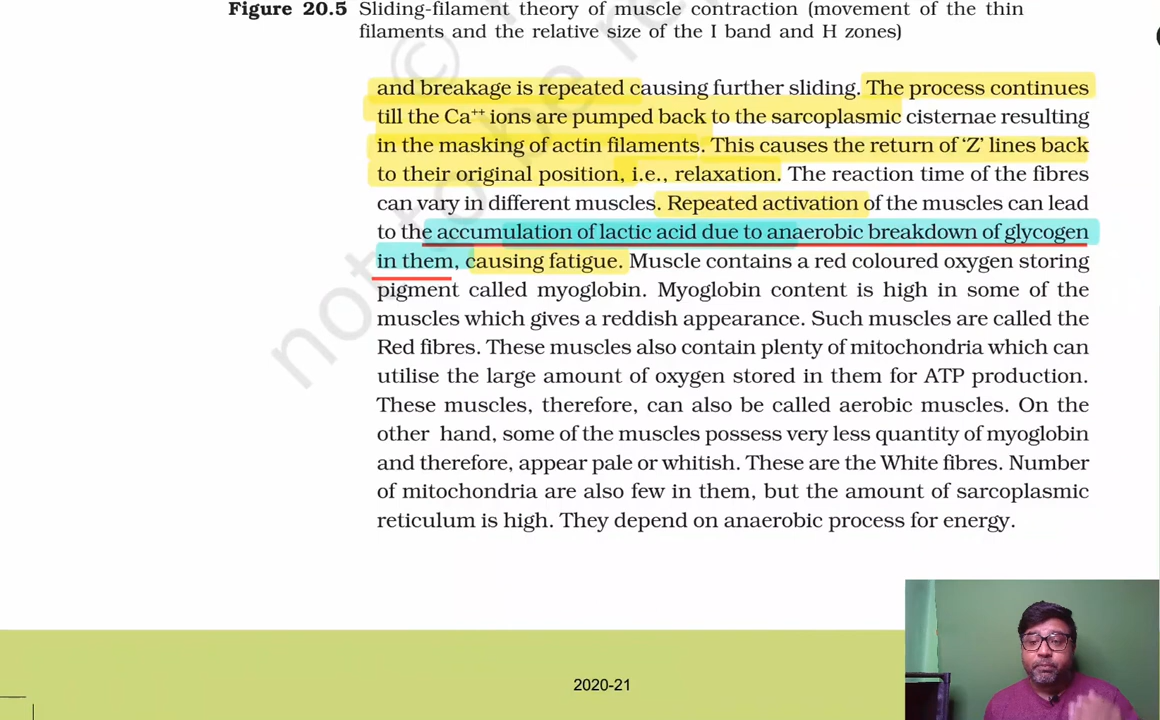 Figure 20.5 Sliding-filament theory of muscle contraction (movement of the thin
filaments and the relative size of the I band and H zones)
and breakage is repeated causing further sliding. The process continues
till the Ca⁺⁺ ions are pumped back to the sarcoplasmic cisternae resulting
in the masking of actin filaments. This causes the return of ‘Z’ lines back
to their original position, i.e., relaxation. The reaction time of the fibres
can vary in different muscles. Repeated activation of the muscles can lead
to the accumulation of lactic acid due to anaerobic breakdown of glycogen
in them, causing fatigue. Muscle contains a red coloured oxygen storing
pigment called myoglobin. Myoglobin content is high in some of the
muscles which gives a reddish appearance. Such muscles are called the
Red fibres. These muscles also contain plenty of mitochondria which can
utilise the large amount of oxygen stored in them for ATP production.
These muscles, therefore, can also be called aerobic muscles. On the
other hand, some of the muscles possess very less quantity of myoglobin
and therefore, appear pale or whitish. These are the White fibres. Number
of mitochondria are also few in them, but the amount of sarcoplasmic
reticulum is high. They depend on anaerobic process for energy.
not to be re
©
2020-21